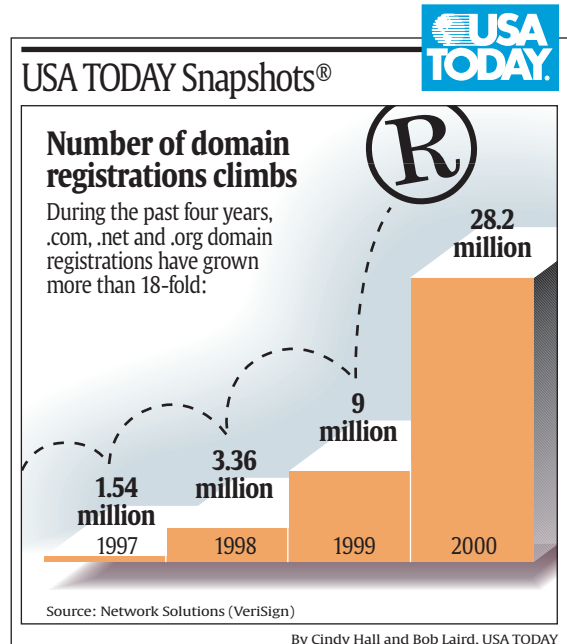 USA
TODAY.
USA TODAY Snapshots®
Number of domain
registrations climbs
During the past four years,
.com, .net and .org domain
registrations have grown
more than 18-fold:
R
28.2
million
9
million
3.36
million
1.54
million
1997 1998 1999 2000
Source: Network Solutions (VeriSign)
By Cindy Hall and Bob Laird, USA TODAY